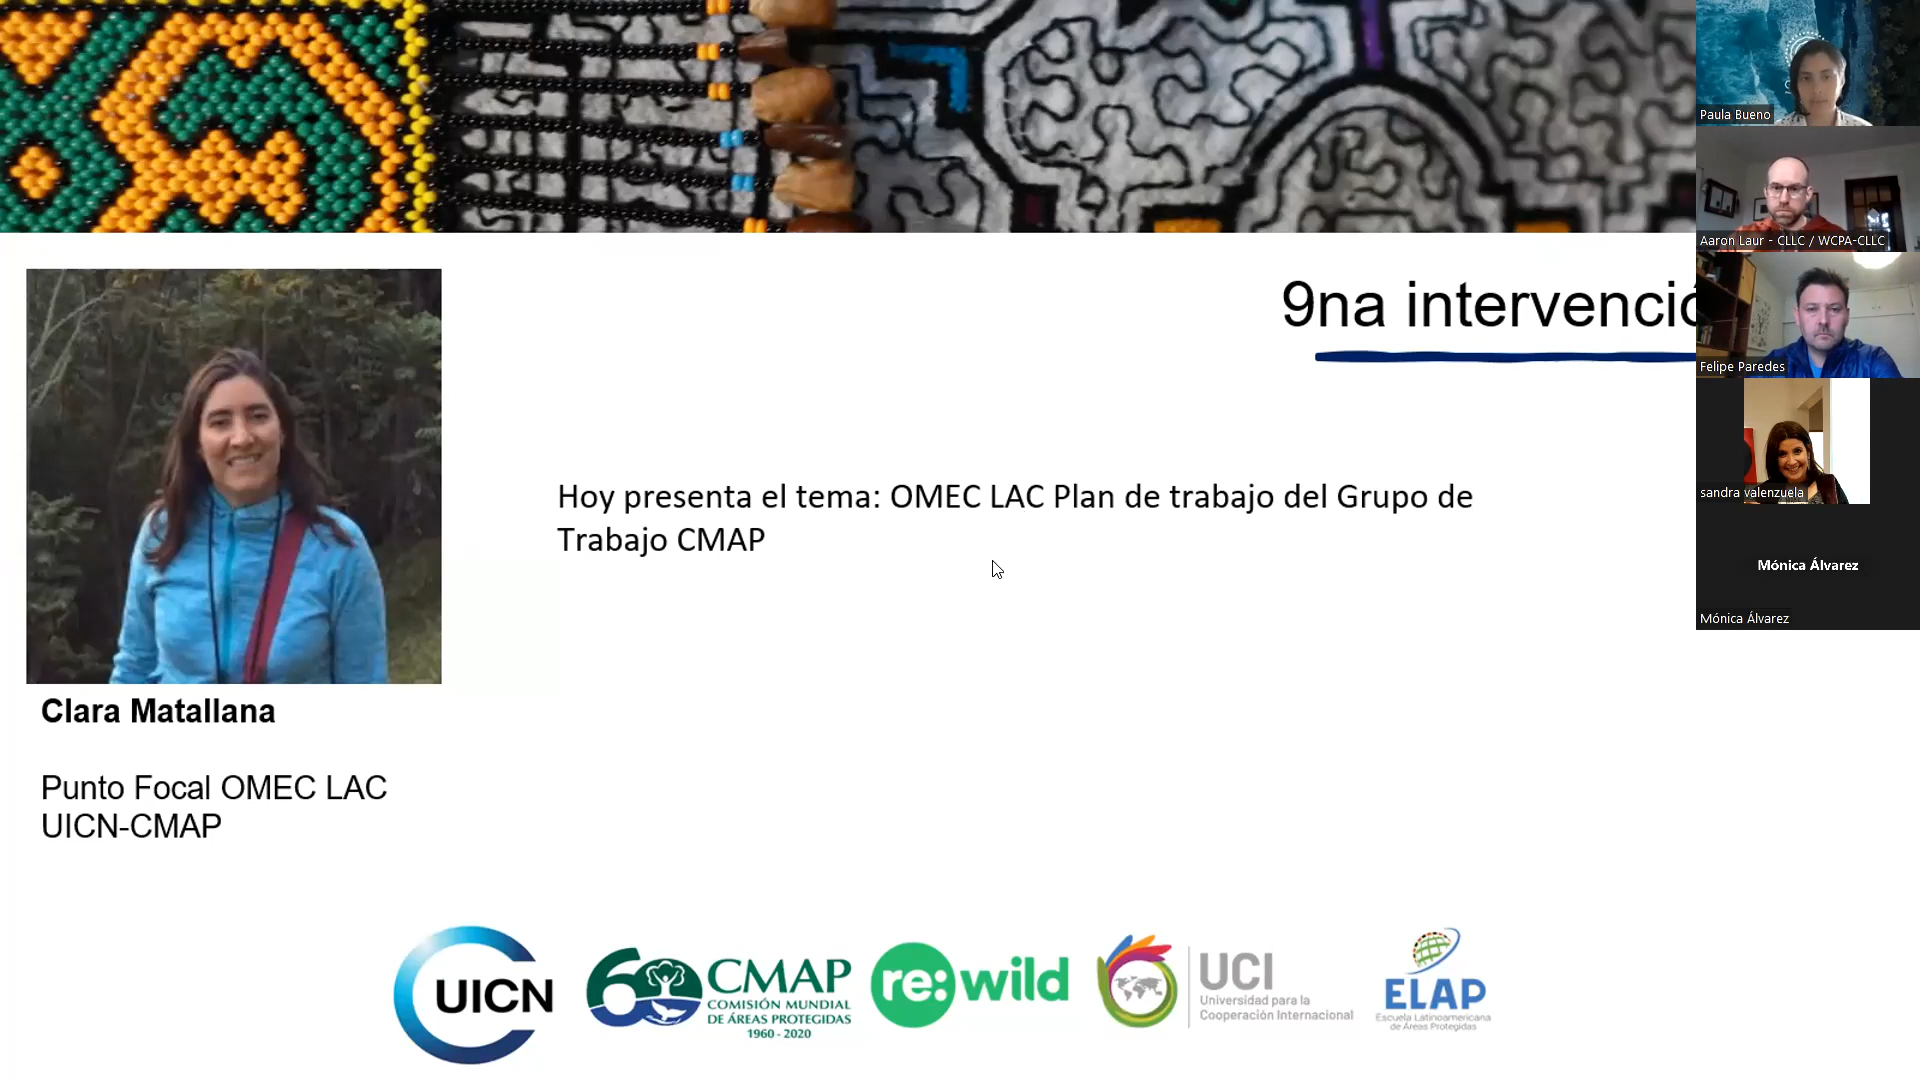 9na intervenció
Hoy presenta el tema: OMEC LAC Plan de trabajo del Grupo de
Trabajo CMAP
Clara Matallana
Punto Focal OMEC LAC
UICN-CMAP
UICN
60 CMAP
COMISIÓN MUNDIAL
DE ÁREAS PROTEGIDAS
1960 - 2020
re:wild
UCI
Universidad para la
Cooperación Internacional
ELAP
Escuela Latinoamericana
de Áreas Protegidas
Paula Bueno
Aaron Laur - CLLC / WCPA-CLLC
Felipe Paredes
sandra valenzuela
Mónica Álvarez
Mónica Álvarez